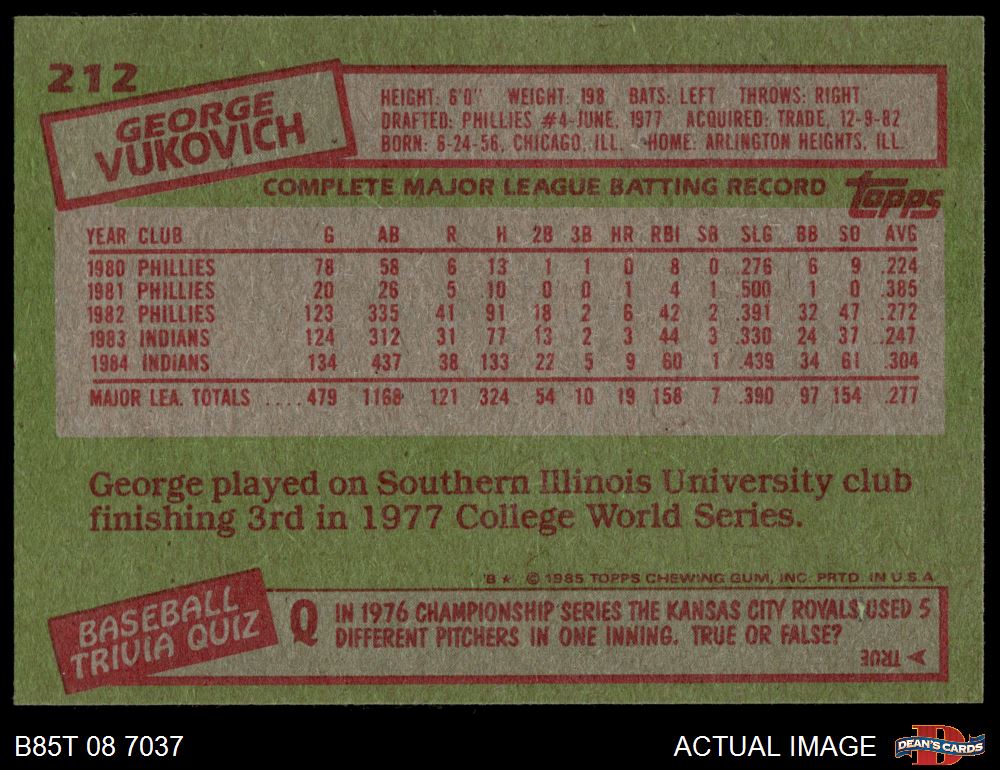 212
GEORGE
VUKOVICH
HEIGHT: 6'0" WEIGHT: 198 BATS: LEFT THROWS: RIGHT
DRAFTED: PHILLIES #4-JUNE, 1977 ACQUIRED: TRADE, 12-9-82
BORN: 6-24-56, CHICAGO, ILL. -HOME: ARLINGTON HEIGHTS, ILL.
COMPLETE MAJOR LEAGUE BATTING RECORD
topps
YEAR CLUB G AB R H 2B 3B HR RBI SB SLG BB SO AVG
1980 PHILLIES 78 58 6 13 1 1 0 8 0 .276 6 9 .224
1981 PHILLIES 20 26 5 10 0 0 1 4 1 .500 1 0 .385
1982 PHILLIES 123 335 41 91 18 2 6 42 2 .391 32 47 .272
1983 INDIANS 124 312 31 77 13 2 3 44 3 .330 24 37 .247
1984 INDIANS 134 437 38 133 22 5 9 60 1 .439 34 61 .304
MAJOR LEA. TOTALS ....479 1168 121 324 54 10 19 158 7 .390 97 154 .277
George played on Southern Illinois University club
finishing 3rd in 1977 College World Series.
B★ © 1985 TOPPS CHEWING GUM, INC. PRTD. IN U.S.A.
BASEBALL
TRIVIA QUIZ
Q IN 1976 CHAMPIONSHIP SERIES THE KANSAS CITY ROYALS USED 5
DIFFERENT PITCHERS IN ONE INNING. TRUE OR FALSE?
A TRUE
B85T 08 7037
ACTUAL IMAGE
DEAN'S CARDS